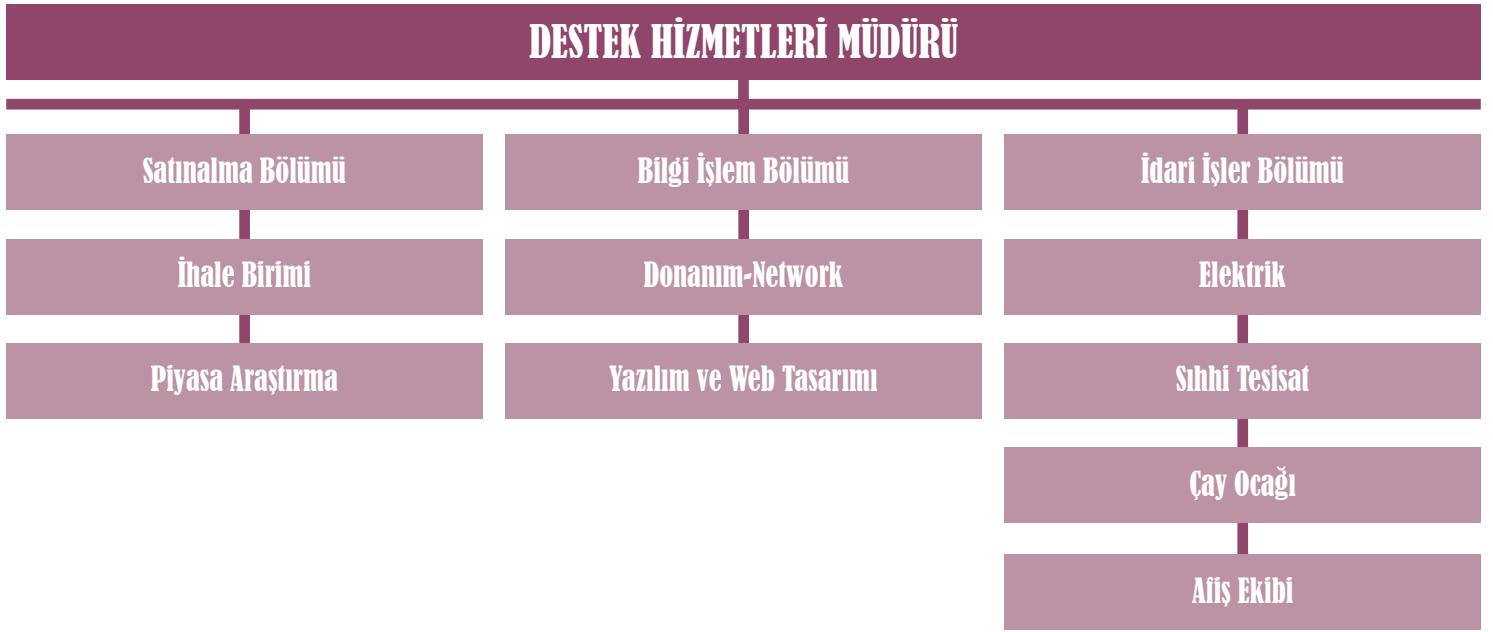 DESTEK HİZMETLERİ MÜDÜRÜ
Satınalma Bölümü
İhale Birimi
Piyasa Araştırma
Bilgi İşlem Bölümü
Donanım-Network
Yazılım ve Web Tasarımı
İdari İşler Bölümü
Elektrik
Sıhhi Tesisat
Çay Ocağı
Afiş Ekibi